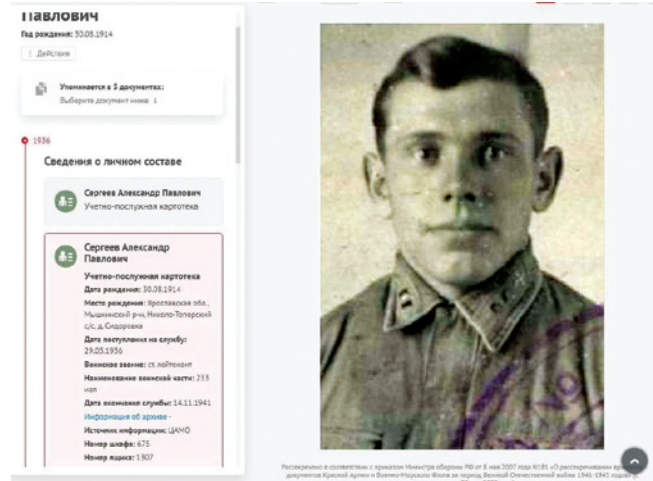 Павлович
Год рождения: 30.08.1914
Действия
Упоминается в 5 документах:
Выберите документ ниже ↓
1936
Сведения о личном составе
Сергеев Александр Павлович
Учетно-послужная картотека
Сергеев Александр
Павлович
Учетно-послужная картотека
Дата рождения: 30.08.1914
Место рождения: Ярославская обл.,
Мышкинский р-н, Николо-Топорский
с/с, д. Сидоровка
Дата поступления на службу:
29.03.1936
Воинское звание: ст. лейтенант
Наименование воинской части: 233
иап
Дата окончания службы: 14.11.1941
Информация об архиве -
Источник информации: ЦАМО
Номер шкафа: 675
Номер ящика: 1307
Рассекречено в соответствии с приказом Министра обороны РФ от 8 мая 2007 года №181 «О рассекречивании
документов Красной Армии и Военно-Морского Флота за период Великой Отечественной войны 1941-1945 годов»